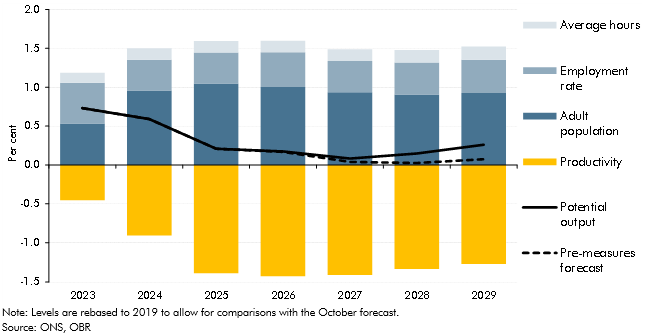 2.0
1.5
1.0
0.5
0.0
-0.5
-1.0
-1.5
Per cent
2023 2024 2025 2026 2027 2028 2029
Average hours
Employment
rate
Adult
population
Productivity
Potential
output
Pre-measures
forecast
Note: Levels are rebased to 2019 to allow for comparisons with the October forecast.
Source: ONS, OBR